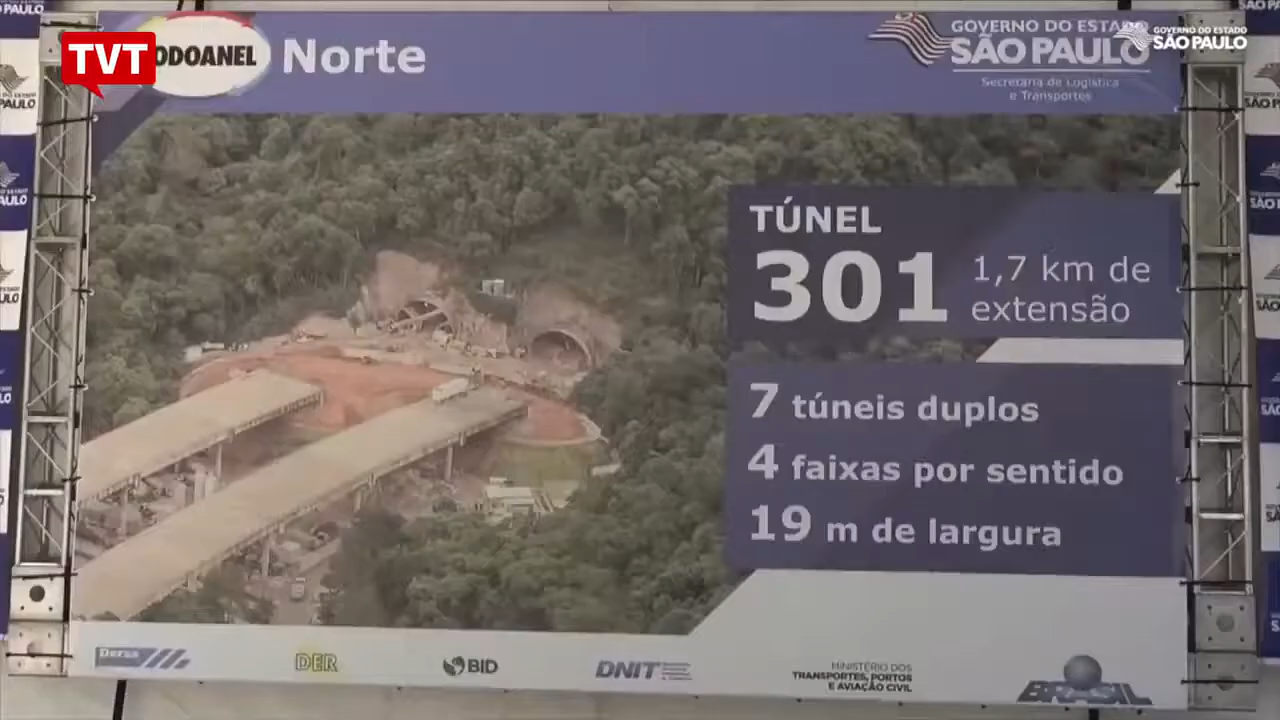 TVT
ODOANEL
Norte
GOVERNO DO ESTADO
SÃO PAULO
Secretaria de Logística
e Transportes
GOVERNO DO ESTADO
SÃO PAULO
TÚNEL
301
1,7 km de
extensão
7 túneis duplos
4 faixas por sentido
19 m de largura
Dersa
DER
BID
DNIT
MINISTÉRIO DOS
TRANSPORTES, PORTOS
E AVIAÇÃO CIVIL
BRASIL